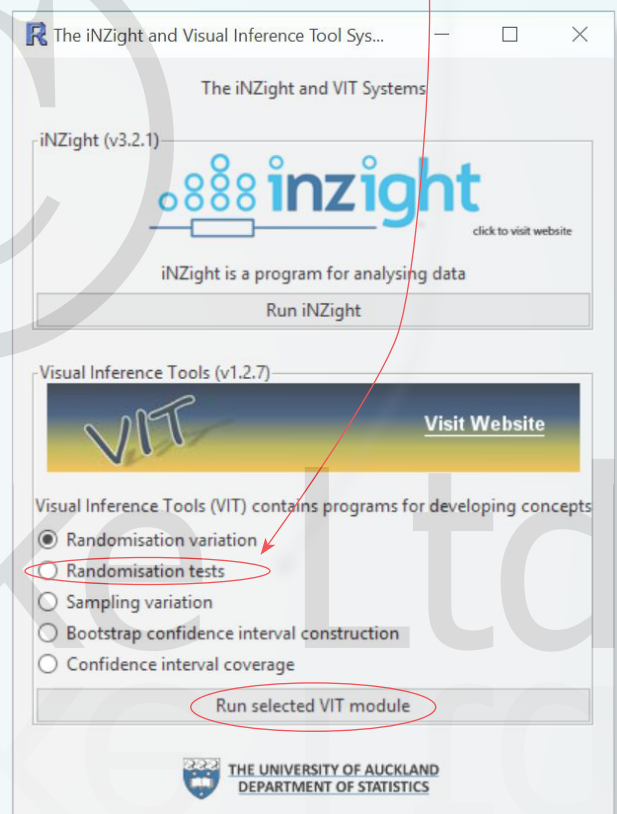 The iNZight and Visual Inference Tool Sys...
The iNZight and VIT Systems
iNZight (v3.2.1)
inzight
click to visit website
iNZight is a program for analysing data
Run iNZight
Visual Inference Tools (v1.2.7)
VIT
Visit Website
Visual Inference Tools (VIT) contains programs for developing concepts
Randomisation variation
Randomisation tests
Sampling variation
Bootstrap confidence interval construction
Confidence interval coverage
Run selected VIT module
THE UNIVERSITY OF AUCKLAND
DEPARTMENT OF STATISTICS
©
ke Ltd